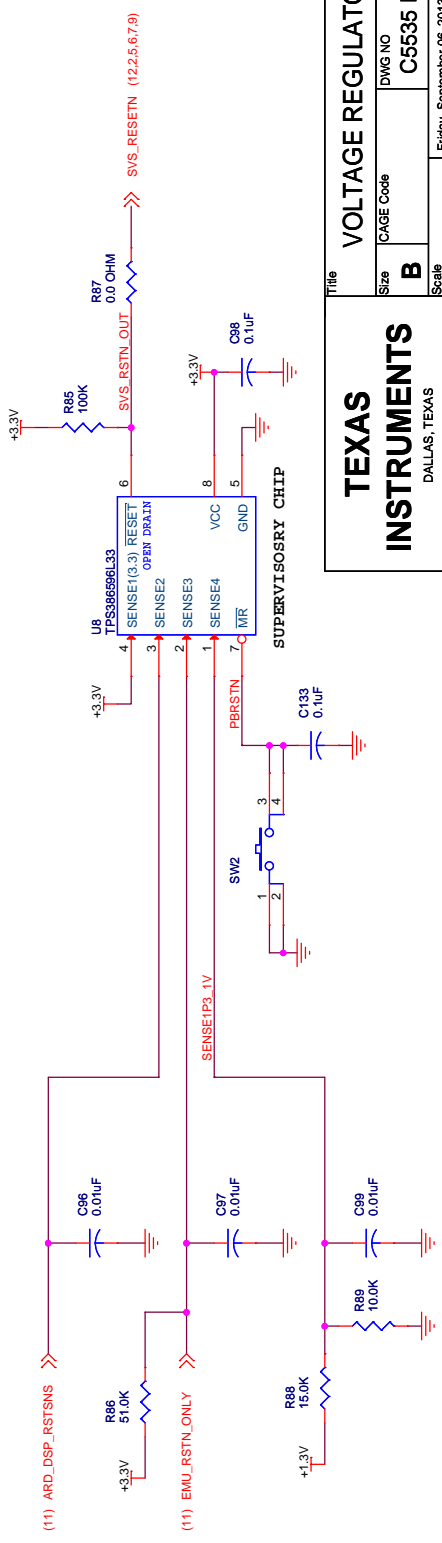 (11) ARD_DSP_RSTSNS
C96
0.01uF
+3.3V
R86
51.0K
(11) EMU_RSTN_ONLY
C97
0.01uF
+1.3V
R88
15.0K
R89
10.0K
C99
0.01uF
SENSE1P3_1V
SW2
1
2
3
4
PBRSTN
C133
0.1uF
+3.3V
U8
TPS386596L33
4
SENSE1(3.3)
RESET
6
OPEN DRAIN
3
SENSE2
2
SENSE3
1
SENSE4
7
MR
VCC
8
GND
5
SUPERVISOSRY CHIP
+3.3V
R85
100K
SVS_RSTN_OUT
R87
0.0 OHM
SVS_RESETN (12,2,5,6,7,9)
+3.3V
C98
0.1uF
TEXAS
INSTRUMENTS
DALLAS, TEXAS
Title
VOLTAGE REGULATO
Size
B
CAGE Code
DWG NO
C5535
Scale
Friday, September 06, 2013